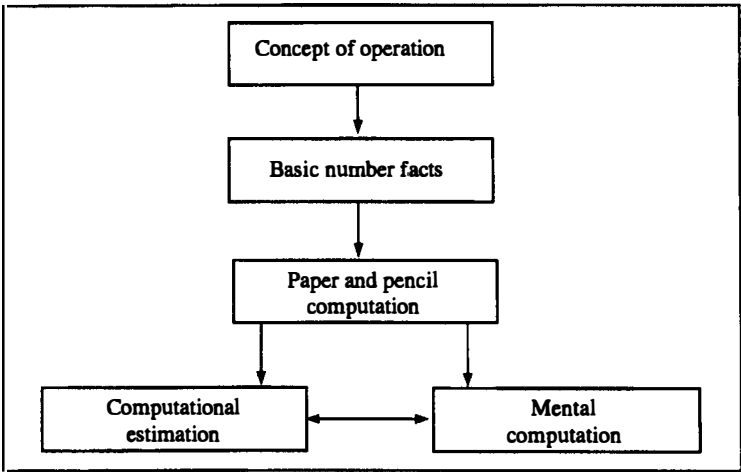 Concept of operation
Basic number facts
Paper and pencil
computation
Computational
estimation
Mental
computation